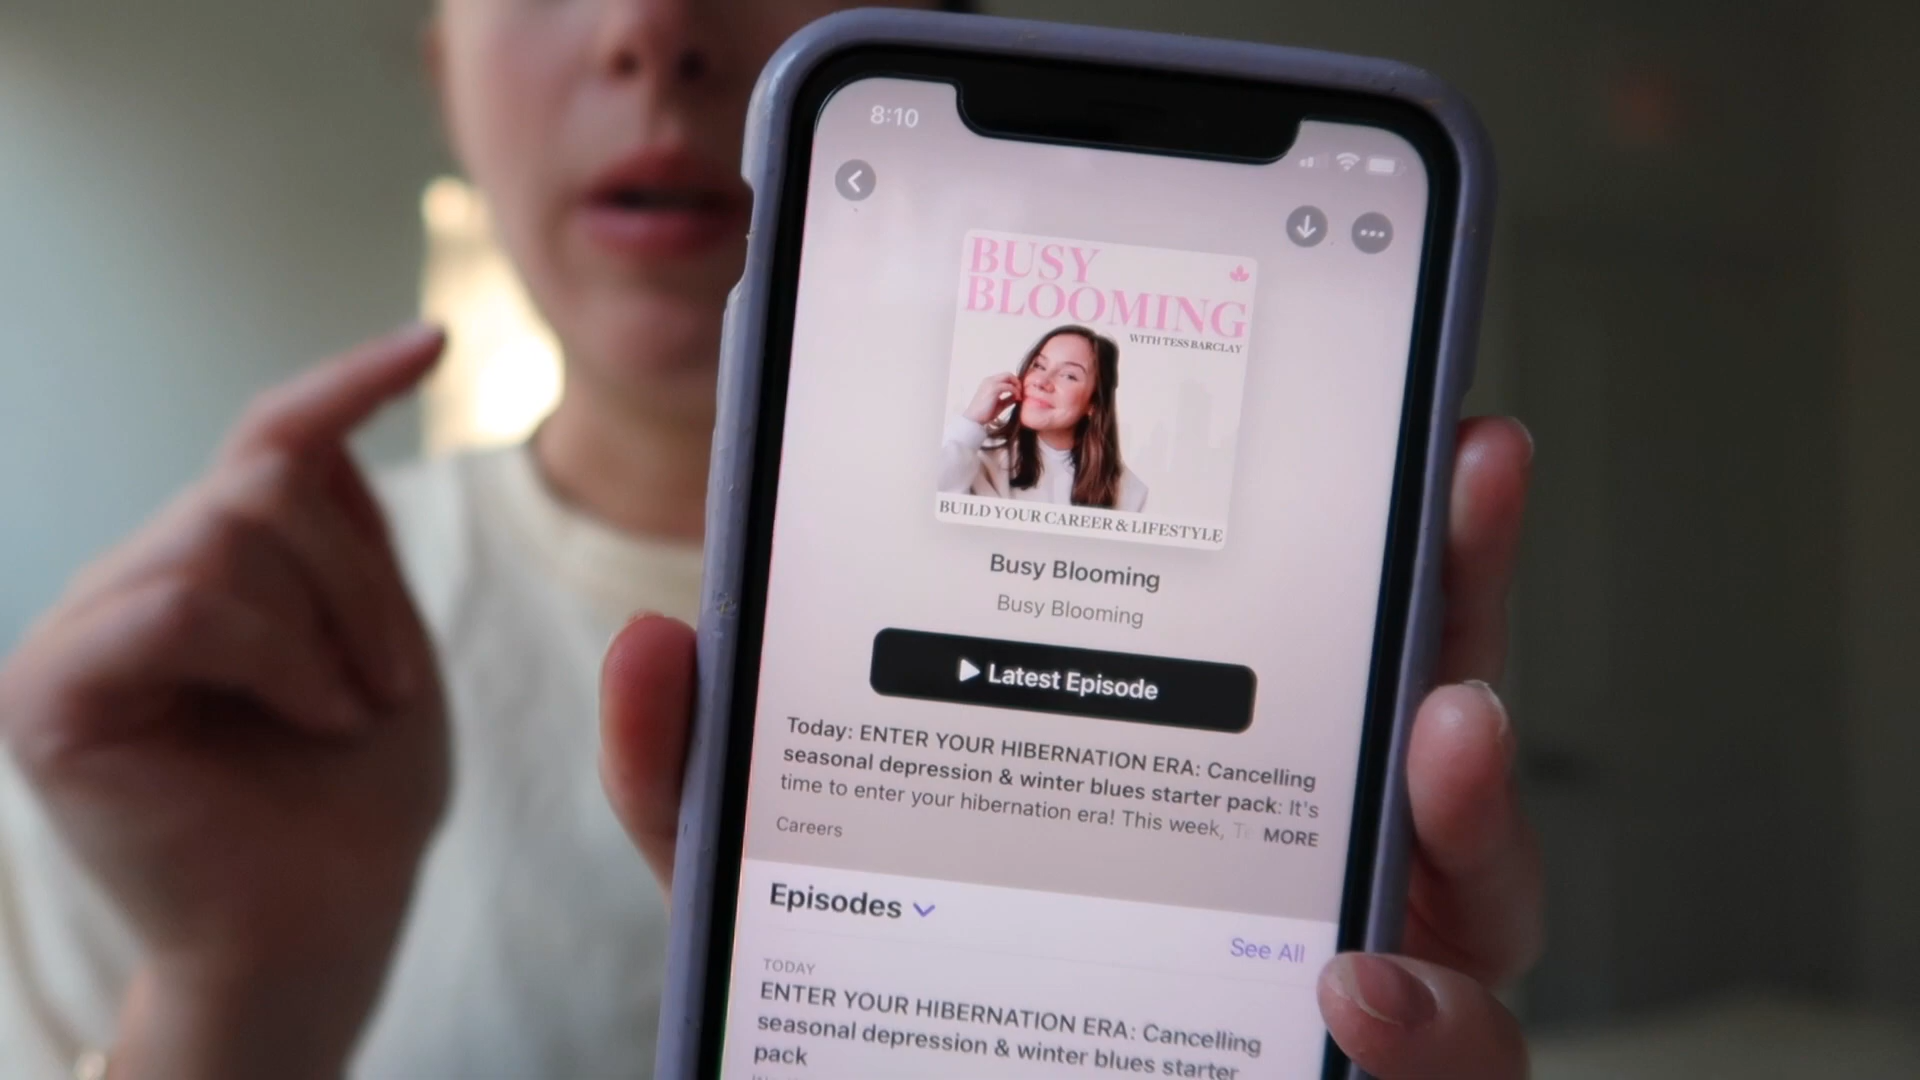 8:10
BUSY
BLOOMING
WITH TESS BARCLAY
BUILD YOUR CAREER & LIFESTYLE
Busy Blooming
Busy Blooming
Latest Episode
Today: ENTER YOUR HIBERNATION ERA: Cancelling
seasonal depression & winter blues starter pack: It's
time to enter your hibernation era! This week, MORE
Careers
Episodes
See All
TODAY
ENTER YOUR HIBERNATION ERA: Cancelling
seasonal depression & winter blues starter
pack